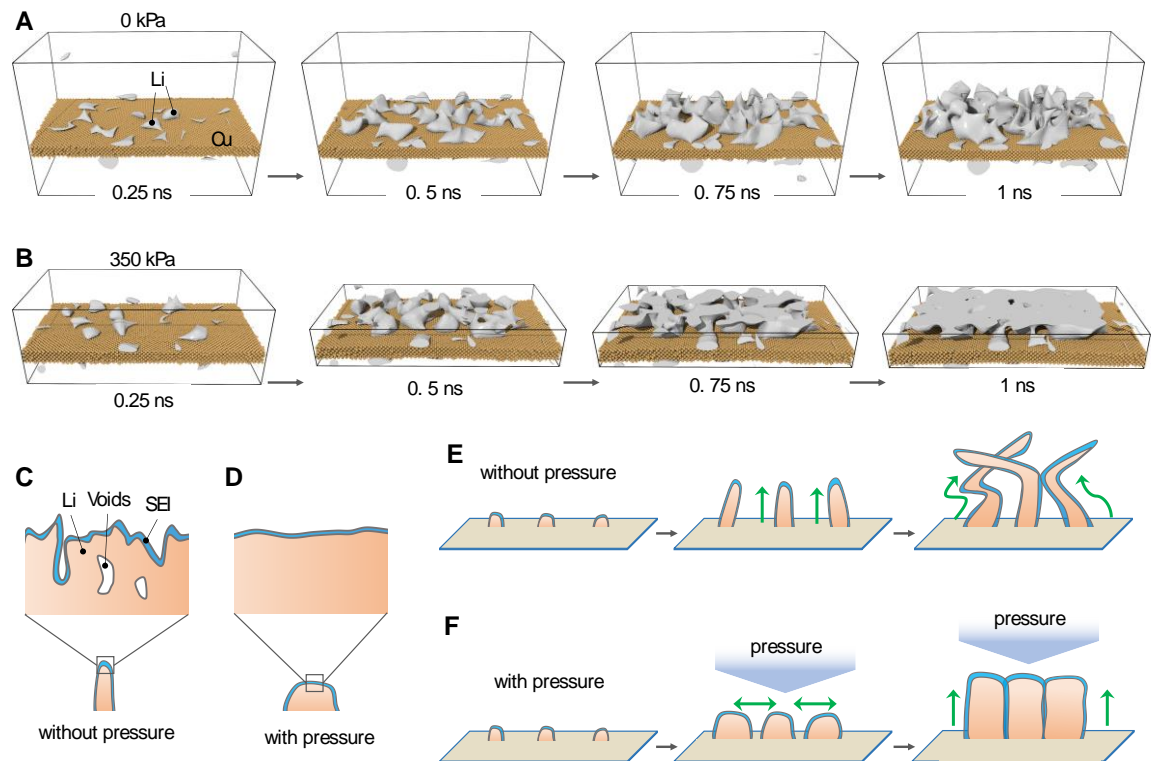 A
0 kPa
Li
Cu
0.25 ns
0. 5 ns
0. 75 ns
1 ns
B
350 kPa
0.25 ns
0. 5 ns
0. 75 ns
1 ns
C
Li
Voids
SEI
without pressure
D
with pressure
E
without pressure
F
with pressure
pressure
pressure